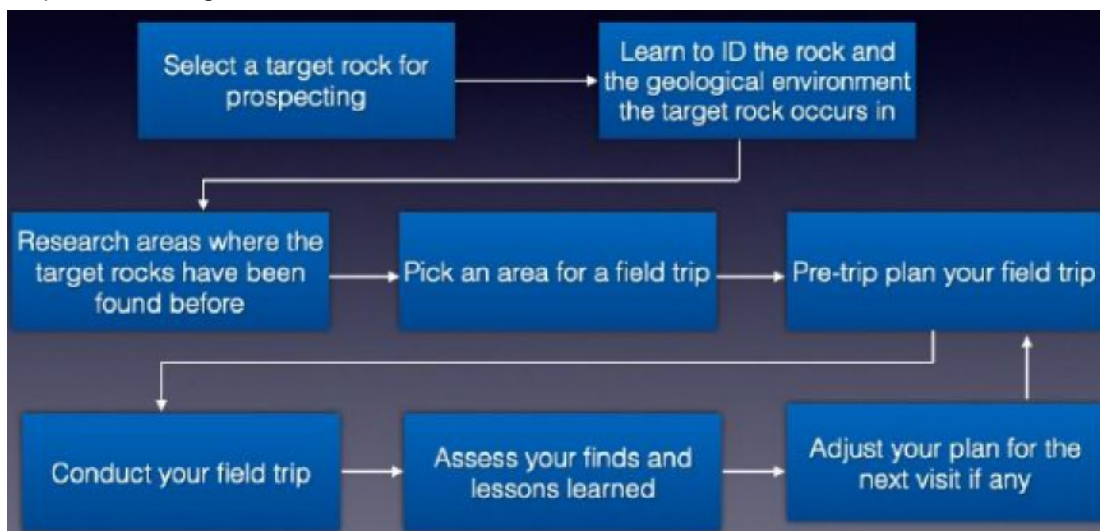 Select a target rock for
prospecting
Learn to ID the rock and
the geological environment
the target rock occurs in
Research areas where the
target rocks have been
found before
Pick an area for a field trip
Pre-trip plan your field trip
Conduct your field trip
Assess your finds and
lessons learned
Adjust your plan for the
next visit if any